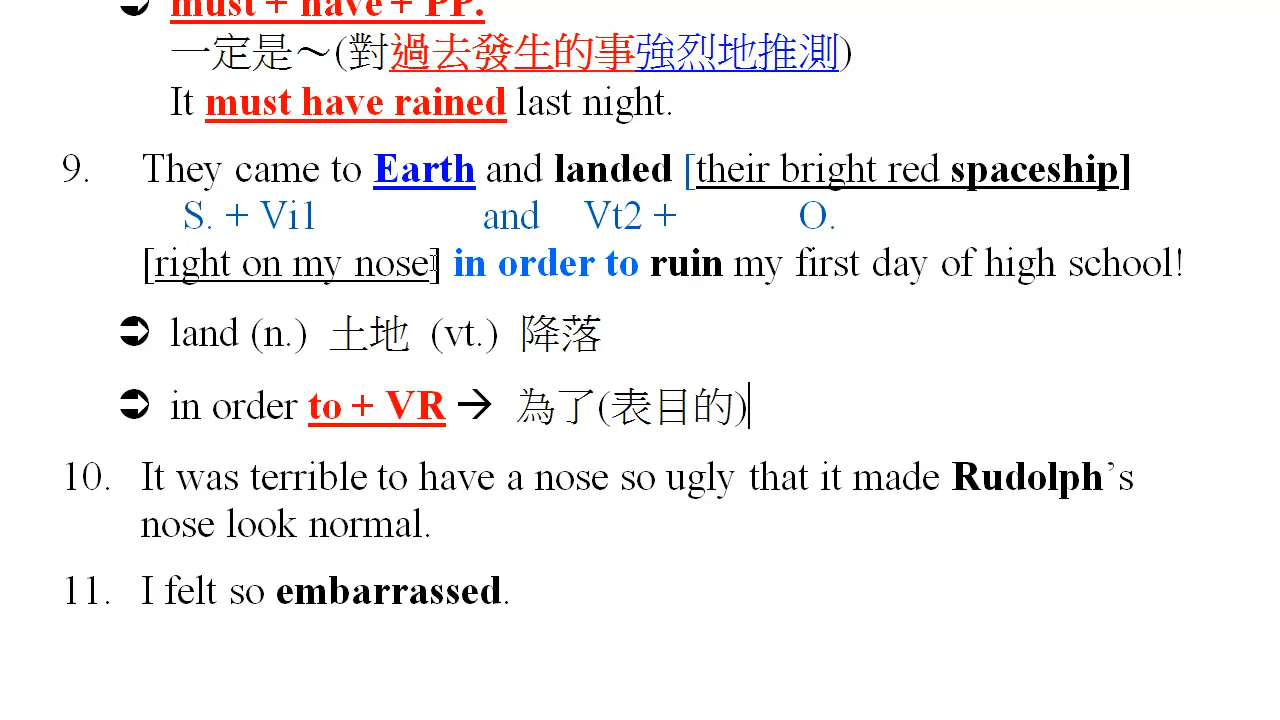 must + have + PP.
一定是～(對過去發生的事強烈地推測)
It must have rained last night.
9. They came to Earth and landed [their bright red spaceship]
S. + Vi1 and Vt2 + O.
[right on my nose] in order to ruin my first day of high school!
➲ land (n.) 土地 (vt.) 降落
➲ in order to + VR → 為了(表目的)
10. It was terrible to have a nose so ugly that it made Rudolph’s
nose look normal.
11. I felt so embarrassed.